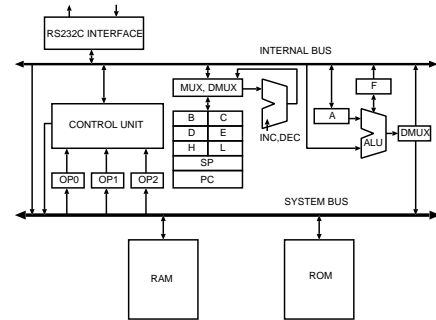 RS232C INTERFACE
INTERNAL BUS
MUX, DMUX
F
CONTROL UNIT
B C
A
D E
INC,DEC
DMUX
H L
ALU
SP
OP0 OP1 OP2
PC
SYSTEM BUS
RAM
ROM